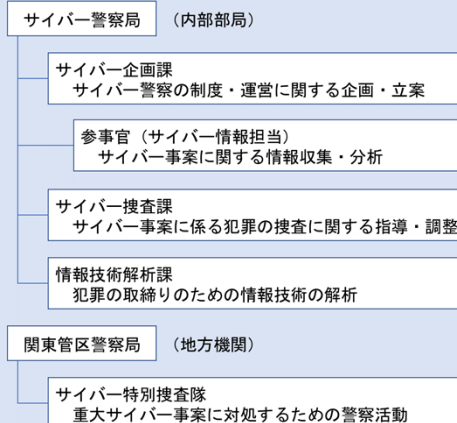 サイバー警察局 （内部部局）
サイバー企画課
サイバー警察の制度・運営に関する企画・立案
参事官（サイバー情報担当）
サイバー事案に関する情報収集・分析
サイバー捜査課
サイバー事案に係る犯罪の捜査に関する指導・調整
情報技術解析課
犯罪の取締りのための情報技術の解析
関東管区警察局 （地方機関）
サイバー特別捜査隊
重大サイバー事案に対処するための警察活動